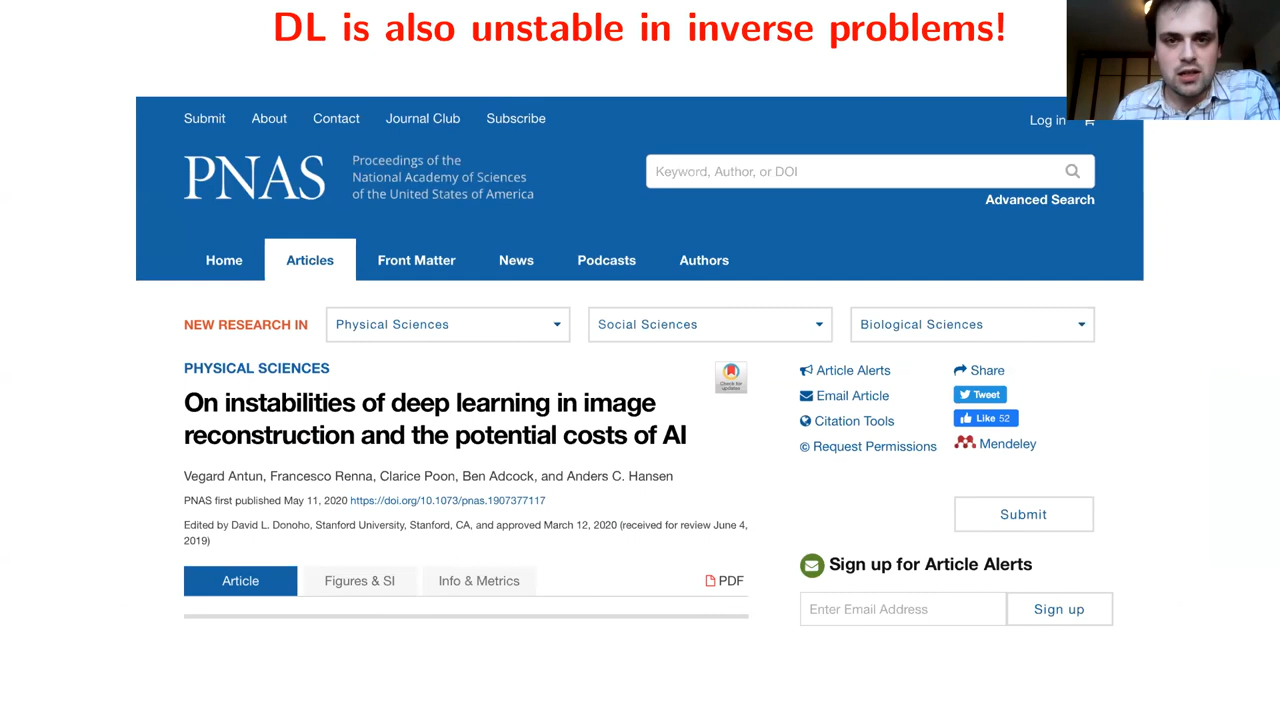 DL is also unstable in inverse problems!
Submit About Contact Journal Club Subscribe
Log in
PNAS
Proceedings of the
National Academy of Sciences
of the United States of America
Keyword, Author, or DOI
Advanced Search
Home Articles Front Matter News Podcasts Authors
NEW RESEARCH IN Physical Sciences Social Sciences Biological Sciences
PHYSICAL SCIENCES
Check for
updates
On instabilities of deep learning in image
reconstruction and the potential costs of AI
Vegard Antun, Francesco Renna, Clarice Poon, Ben Adcock, and Anders C. Hansen
PNAS first published May 11, 2020 https://doi.org/10.1073/pnas.1907377117
Edited by David L. Donoho, Stanford University, Stanford, CA, and approved March 12, 2020 (received for review June 4,
2019)
Article Figures & SI Info & Metrics PDF
Article Alerts Share
Email Article Tweet
Citation Tools Like 52
© Request Permissions Mendeley
Submit
Sign up for Article Alerts
Enter Email Address Sign up